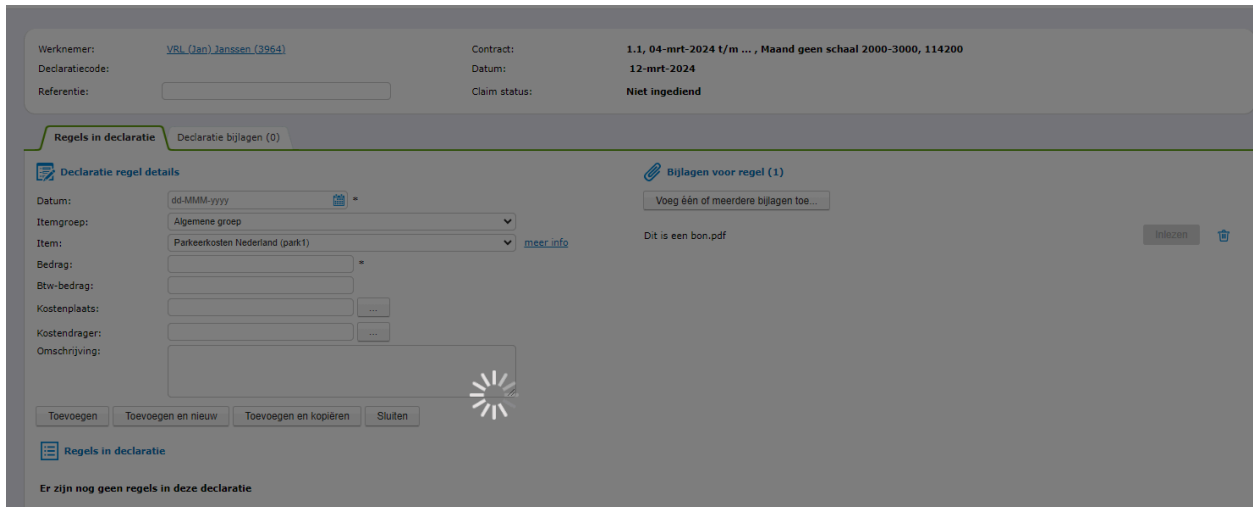 Werknemer: VRL (Jan) Janssen (3964) Contract: 1.1, 04-mrt-2024 t/m ... , Maand geen schaal 2000-3000, 114200
Declaratiecode: Datum: 12-mrt-2024
Referentie: Claim status: Niet ingediend
Regels in declaratie Declaratie bijlagen (0)
Declaratie regel details Bijlagen voor regel (1)
Datum: dd-MMM-yyyy * Voeg één of meerdere bijlagen toe...
Itemgroep: Algemene groep
Item: Parkeerkosten Nederland (park1) meer info Dit is een bon.pdf Inlezen
Bedrag: *
Btw-bedrag:
Kostenplaats: ...
Kostendrager: ...
Omschrijving:
Toevoegen Toevoegen en nieuw Toevoegen en kopiëren Sluiten
Regels in declaratie
Er zijn nog geen regels in deze declaratie